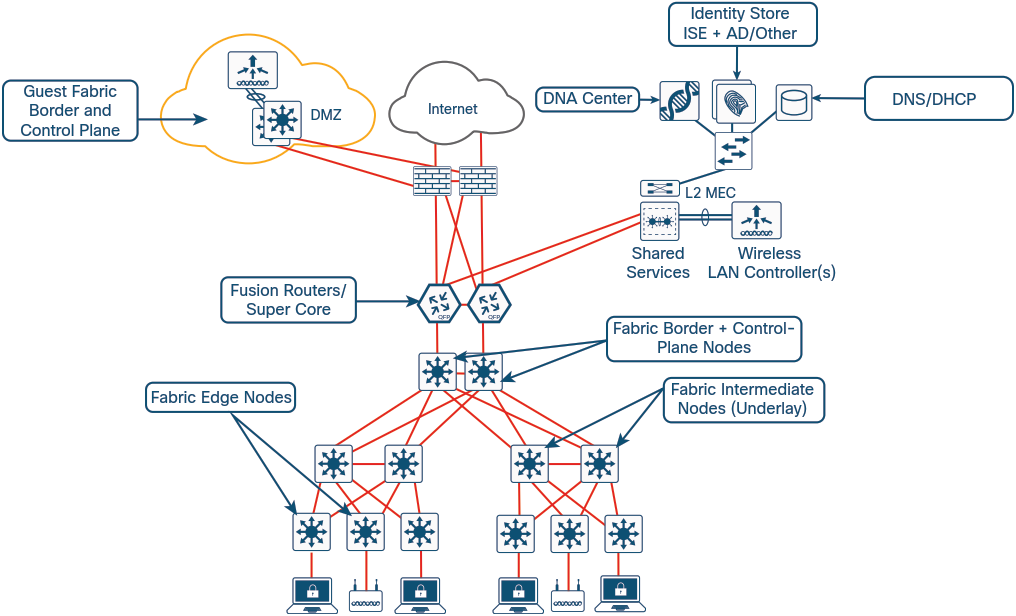 Identity Store
ISE + AD/Other
Guest Fabric
Border and
Control Plane
DMZ
Internet
DNA Center
DNS/DHCP
L2 MEC
Shared
Services
Wireless
LAN Controller(s)
Fusion Routers/
Super Core
QFP
QFP
Fabric Border + Control-
Plane Nodes
Fabric Edge Nodes
Fabric Intermediate
Nodes (Underlay)